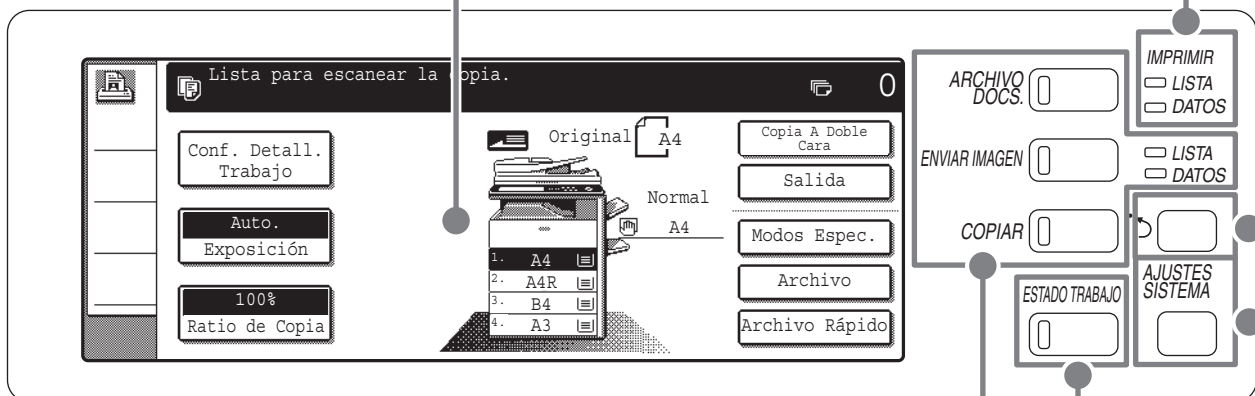 Lista para escanear la copia.
0
Conf. Detall.
Trabajo
Auto.
Exposición
100%
Ratio de Copia
Original A4
Normal
A4
1. A4
2. A4R
3. B4
4. A3
Copia A Doble
Cara
Salida
Modos Espec.
Archivo
Archivo Rápido
ARCHIVO
DOCS.
ENVIAR IMAGEN
COPIAR
IMPRIMIR
LISTA
DATOS
LISTA
DATOS
ESTADO TRABAJO
AJUSTES
SISTEMA